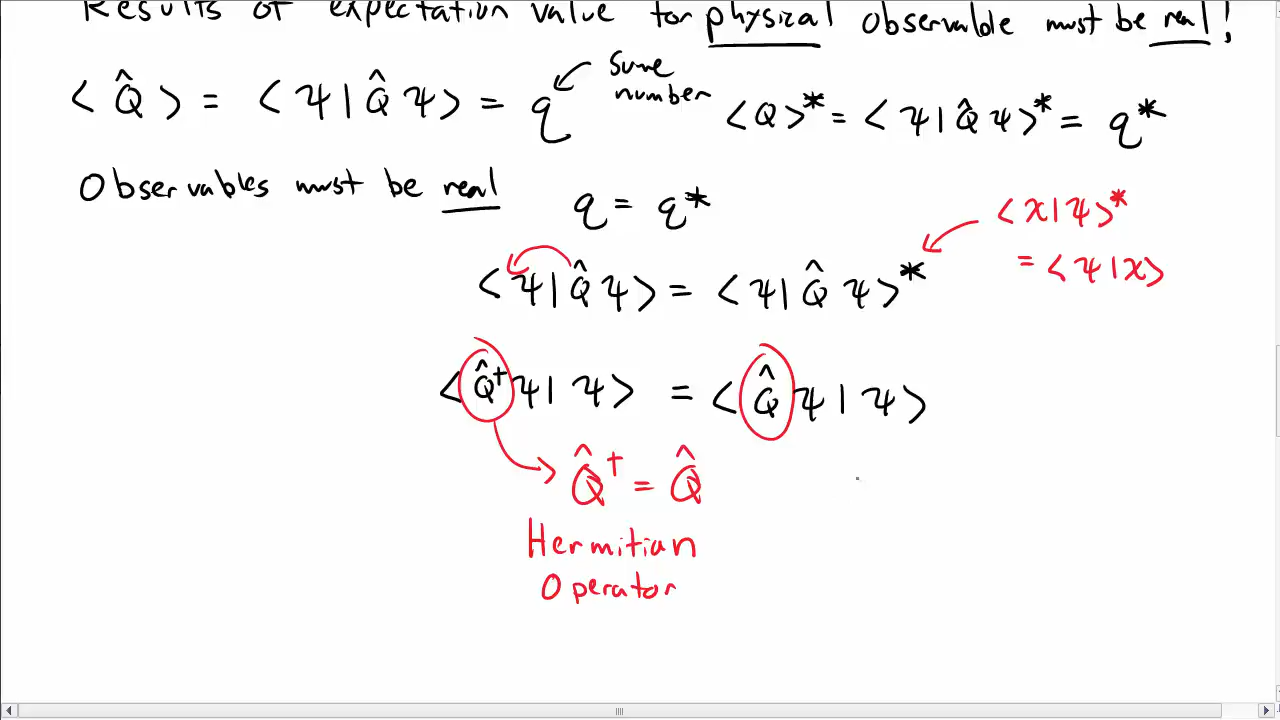 Results of expectation value for physical observable must be real!
⟨Q̂⟩ = ⟨Ψ|Q̂Ψ⟩ = q
Some
number
⟨Q⟩* = ⟨Ψ|Q̂Ψ⟩* = q*
Observables must be real
q = q*
⟨χ|Ψ⟩*
= ⟨Ψ|χ⟩
⟨Ψ|Q̂Ψ⟩ = ⟨Ψ|Q̂Ψ⟩*
⟨Q̂†Ψ|Ψ⟩ = ⟨Q̂Ψ|Ψ⟩
Q̂† = Q̂
Hermitian
Operator